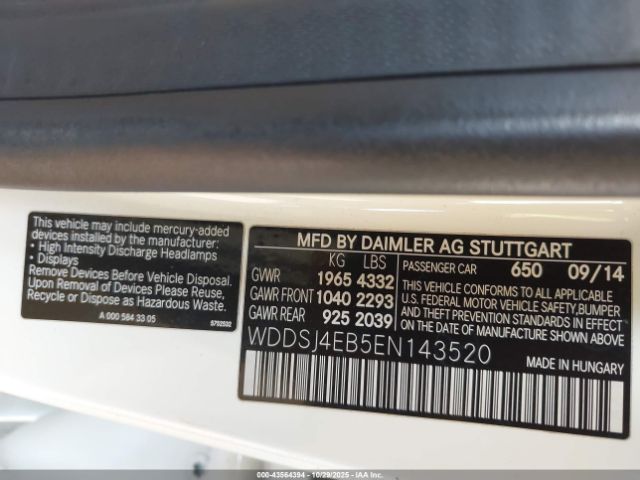 This vehicle may include mercury-added
devices installed by the manufacturer:
• High Intensity Discharge Headlamps
• Displays
Remove Devices Before Vehicle Disposal.
Upon Removal of Devices Please Reuse,
Recycle or Dispose as Hazardous Waste.
A 000 584 33 05
5702532
MFD BY DAIMLER AG STUTTGART
KG LBS
GVWR 1965 4332
GAWR FRONT 1040 2293
GAWR REAR 925 2039
PASSENGER CAR 650 09/14
THIS VEHICLE CONFORMS TO ALL APPLICABLE
U.S. FEDERAL MOTOR VEHICLE SAFETY,BUMPER
AND THEFT PREVENTION STANDARDS IN EFFECT
ON THE DATE OF MANUFACTURE SHOWN ABOVE
WDDSJ4EB5EN143520
MADE IN HUNGARY
000-43564394 * 10/29/2025 * IAA Inc.